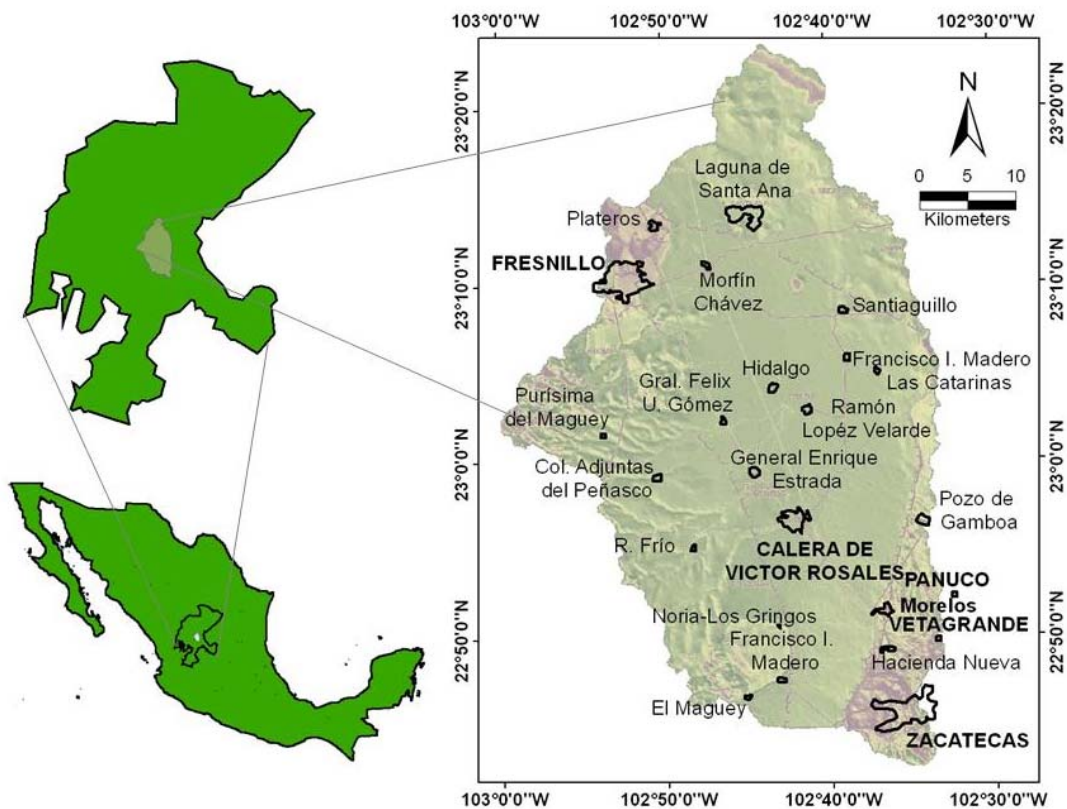 103°0'0"W
102°50'0"W
102°40'0"W
102°30'0"W
23°20'0"N
23°20'0"N
N
0
5
10
Kilometers
Laguna de
Santa Ana
Plateros
FRESNILLO
Morfín
Chávez
23°10'0"N
23°10'0"N
Santiaguillo
Francisco I. Madero
Las Catarinas
Hidalgo
Gral. Felix
U. Gómez
Purísima
del Maguey
Ramón
Lopéz Velarde
23°0'0"N
23°0'0"N
General Enrique
Estrada
Col. Adjuntas
del Peñasco
Pozo de
Gamboa
R. Frío
CALERA DE
VICTOR ROSALES
PANUCO
Morelos
VETAGRANDE
Noria-Los Gringos
Francisco I.
Madero
Hacienda Nueva
22°50'0"N
22°50'0"N
El Maguey
ZACATECAS
103°0'0"W
102°50'0"W
102°40'0"W
102°30'0"W